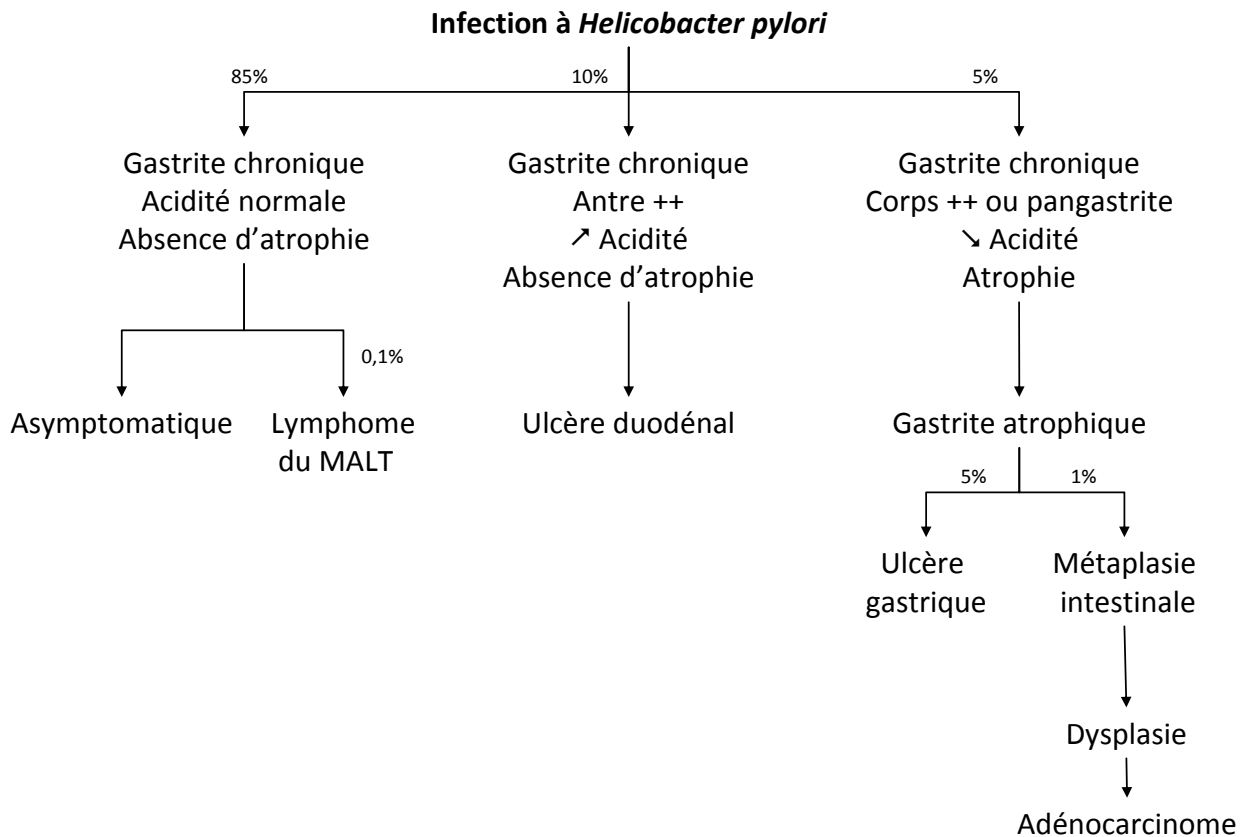 Infection à Helicobacter pylori
85%
10%
5%
Gastrite chronique
Acidité normale
Absence d’atrophie
Gastrite chronique
Antre ++
↗ Acidité
Absence d’atrophie
Gastrite chronique
Corps ++ ou pangastrite
↘ Acidité
Atrophie
0,1%
Asymptomatique
Lymphome
du MALT
Ulcère duodénal
Gastrite atrophique
5%
1%
Ulcère
gastrique
Métaplasie
intestinale
Dysplasie
Adénocarcinome